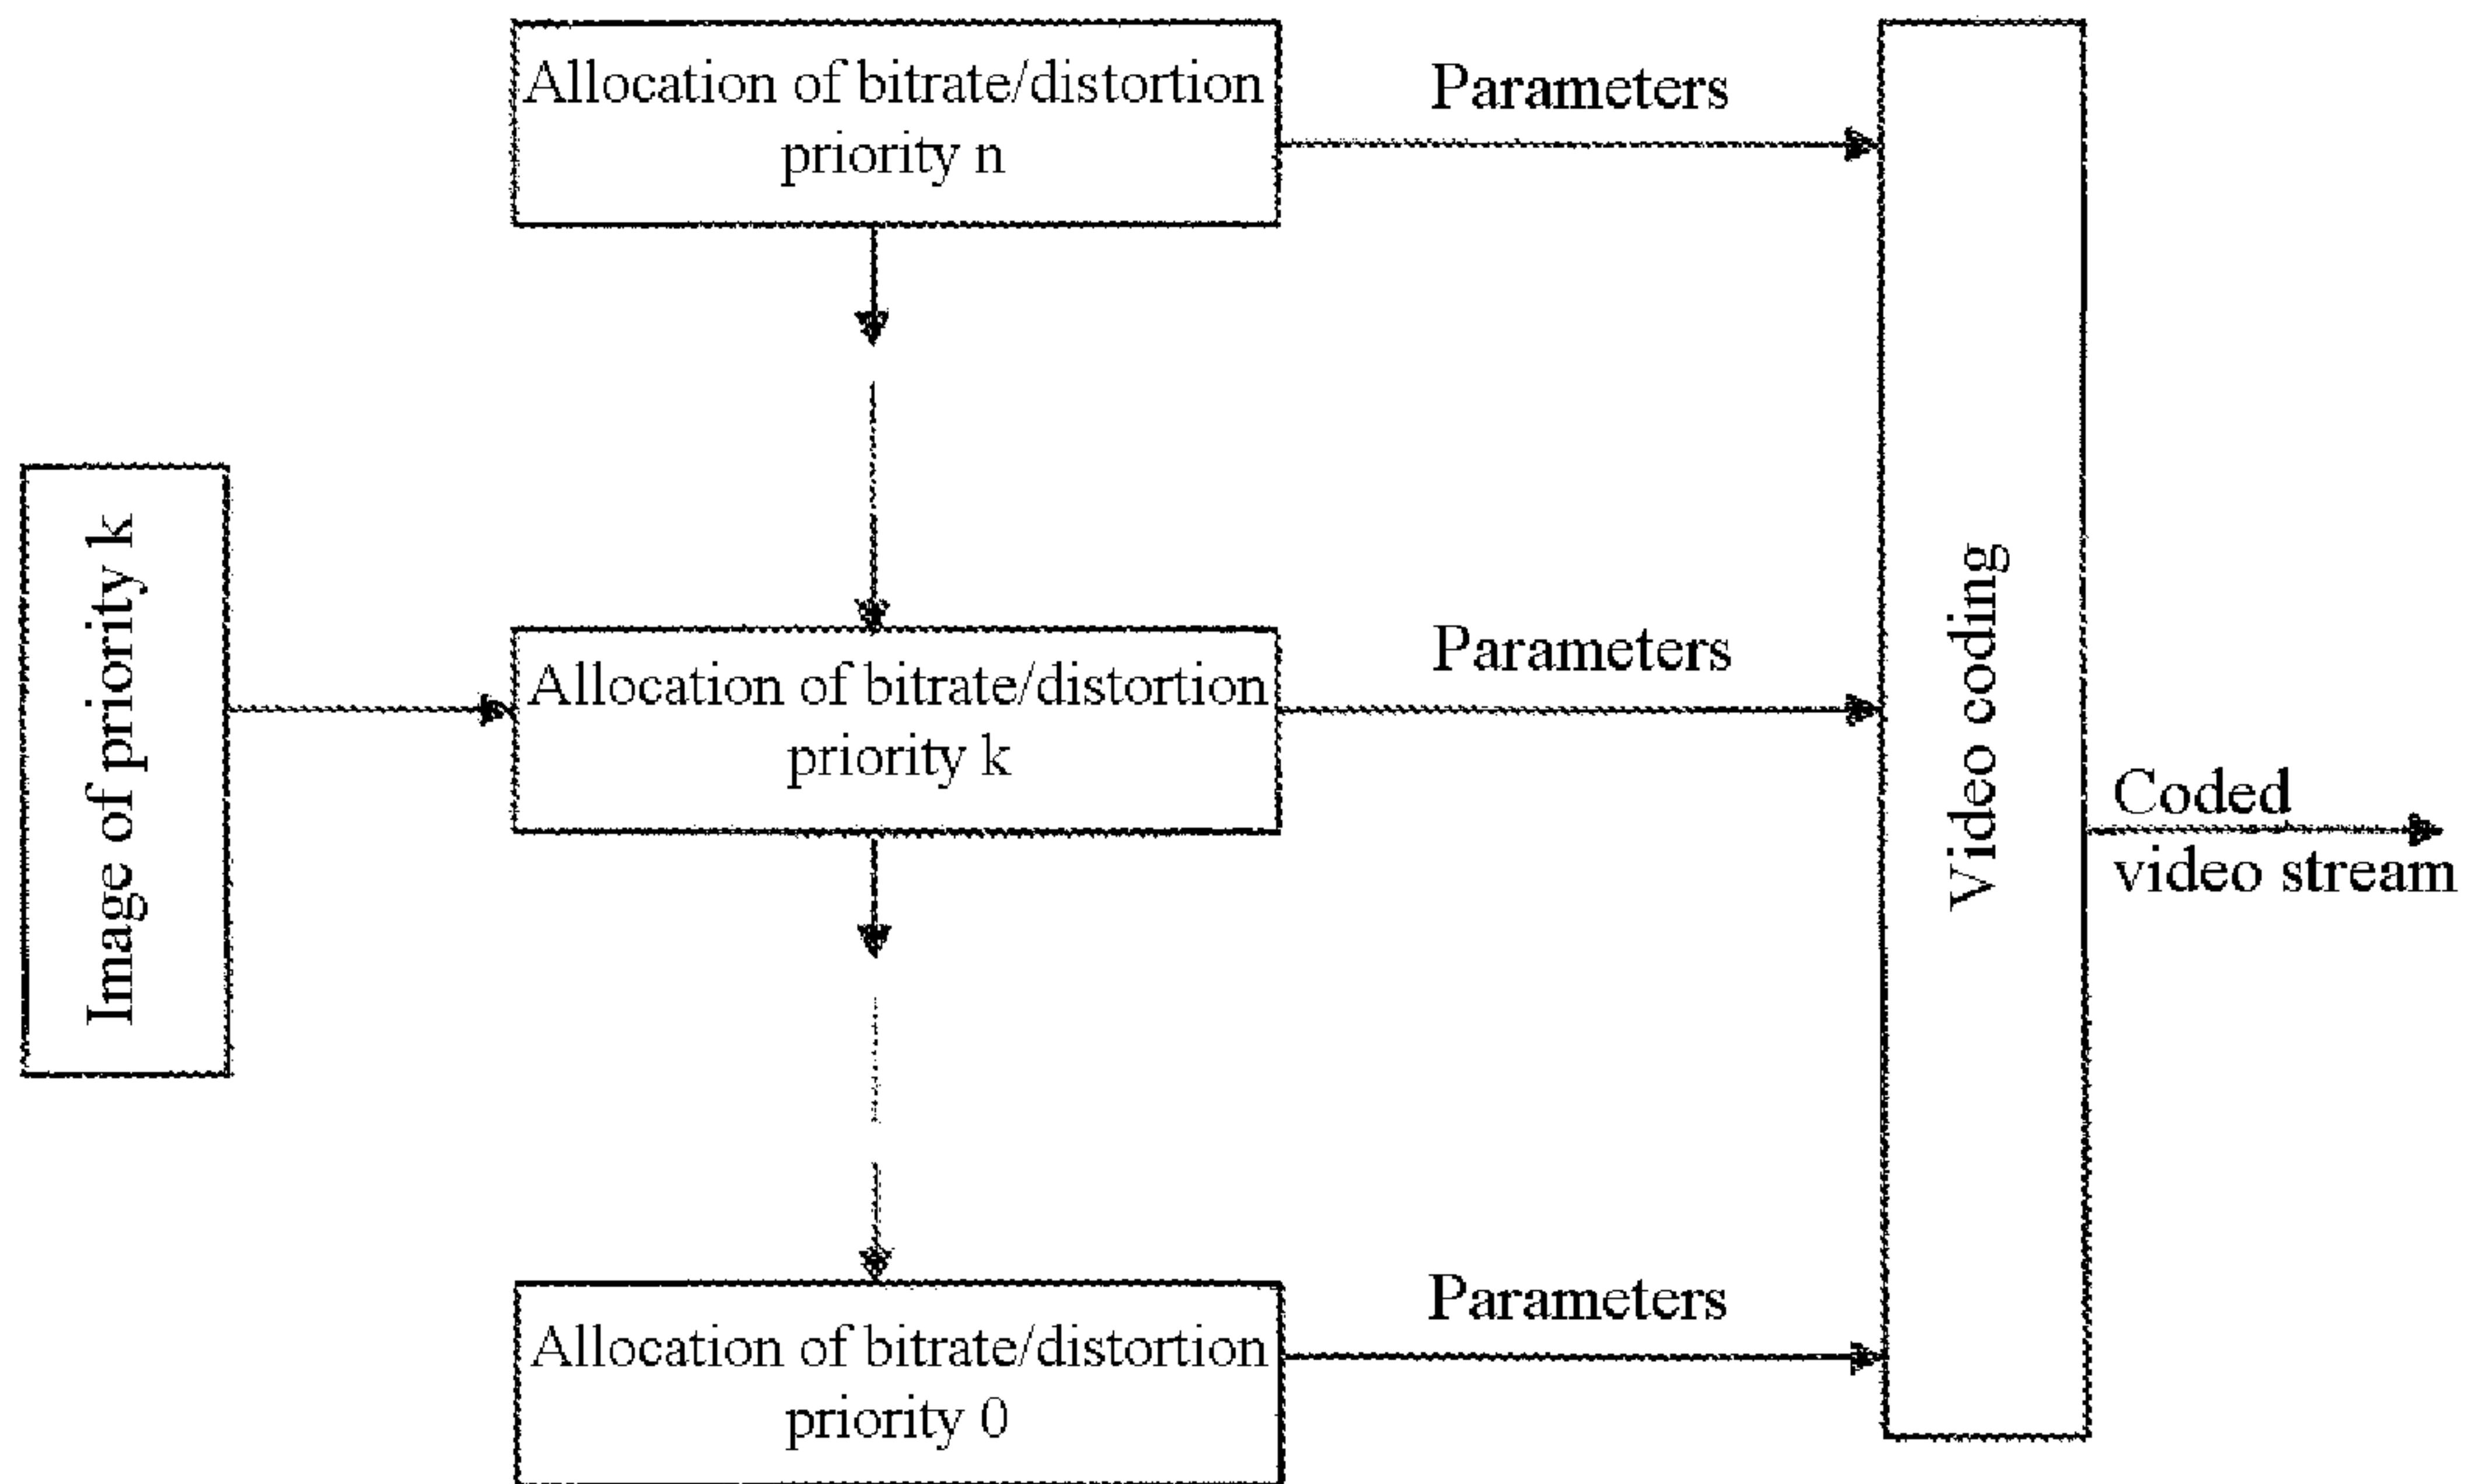 Allocation of bitrate/distortion
priority n
Parameters
Image of priority k
Allocation of bitrate/distortion
priority k
Parameters
Video coding
Coded
video stream
Allocation of bitrate/distortion
priority 0
Parameters